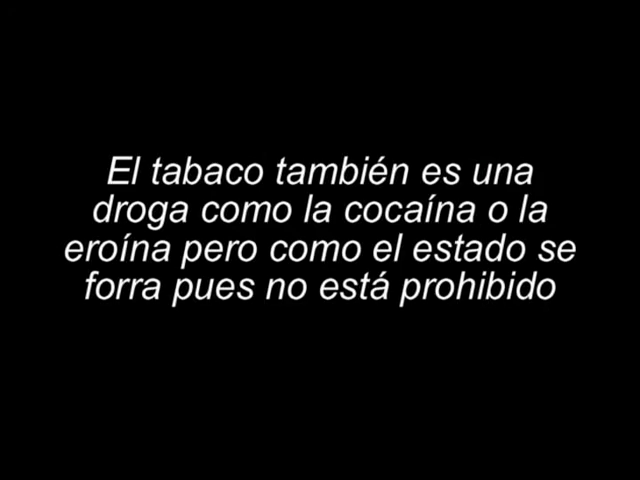 El tabaco también es una
droga como la cocaína o la
eroína pero como el estado se
forra pues no está prohibido